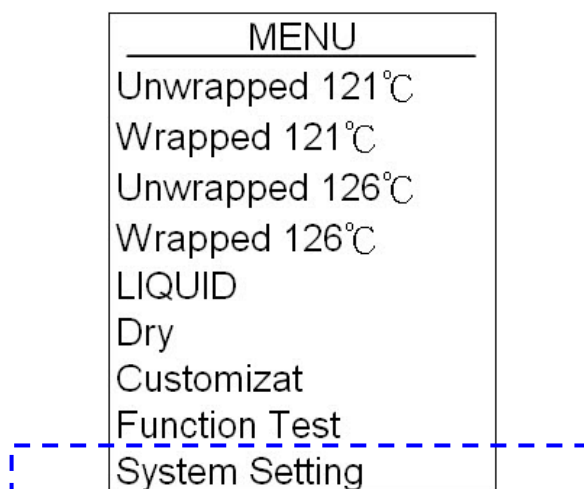 MENU
Unwrapped 121℃
Wrapped 121℃
Unwrapped 126℃
Wrapped 126℃
LIQUID
Dry
Customizat
Function Test
System Setting